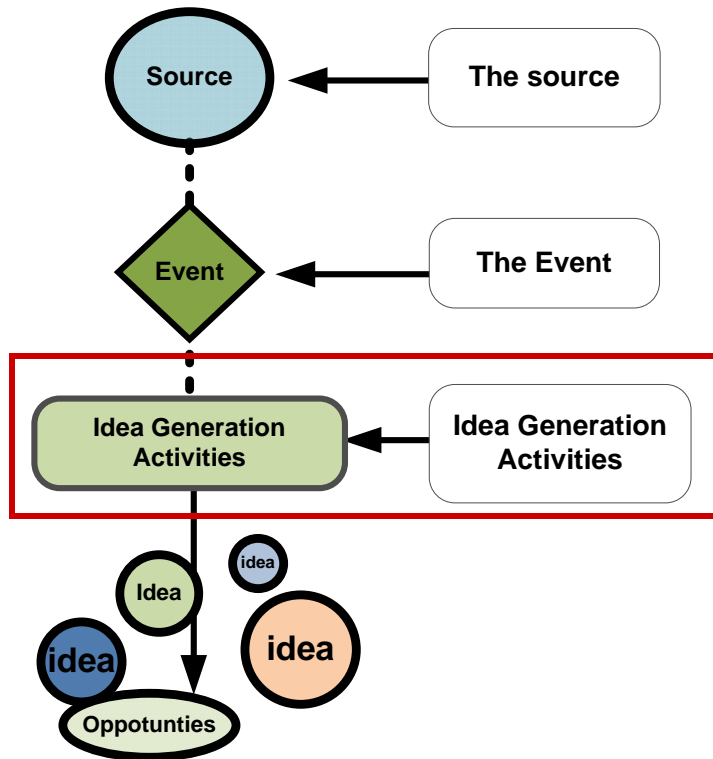 Source
The source
Event
The Event
Idea Generation
Activities
Idea Generation
Activities
idea
Idea
idea
idea
Oppotunties